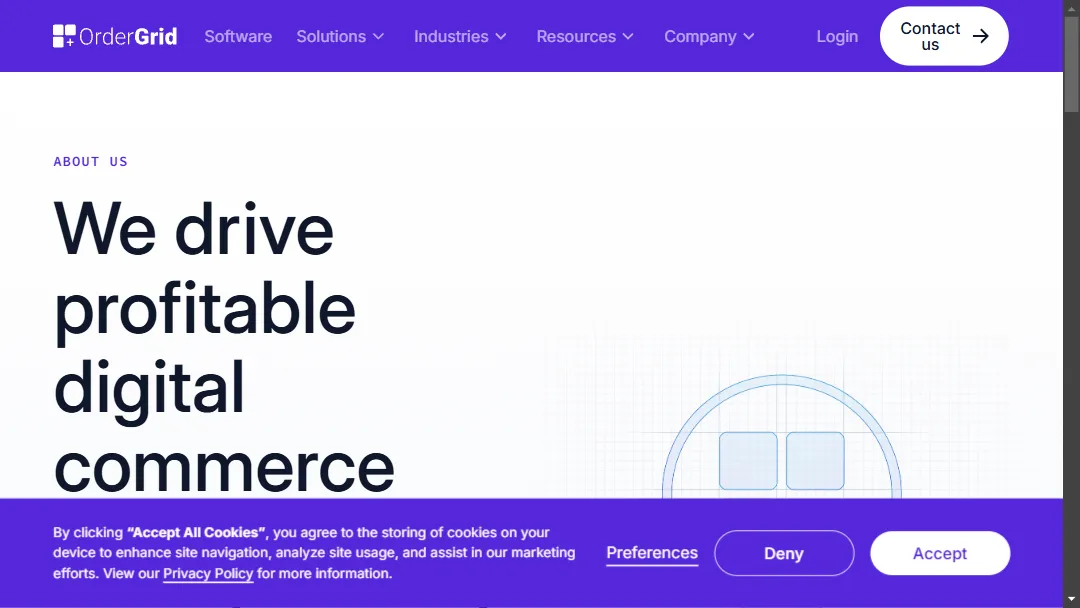 OrderGrid
Software
Solutions
Industries
Resources
Company
Login
Contact
us
ABOUT US
We drive
profitable
digital
commerce
By clicking “Accept All Cookies”, you agree to the storing of cookies on your
device to enhance site navigation, analyze site usage, and assist in our marketing
efforts. View our Privacy Policy for more information.
Preferences
Deny
Accept